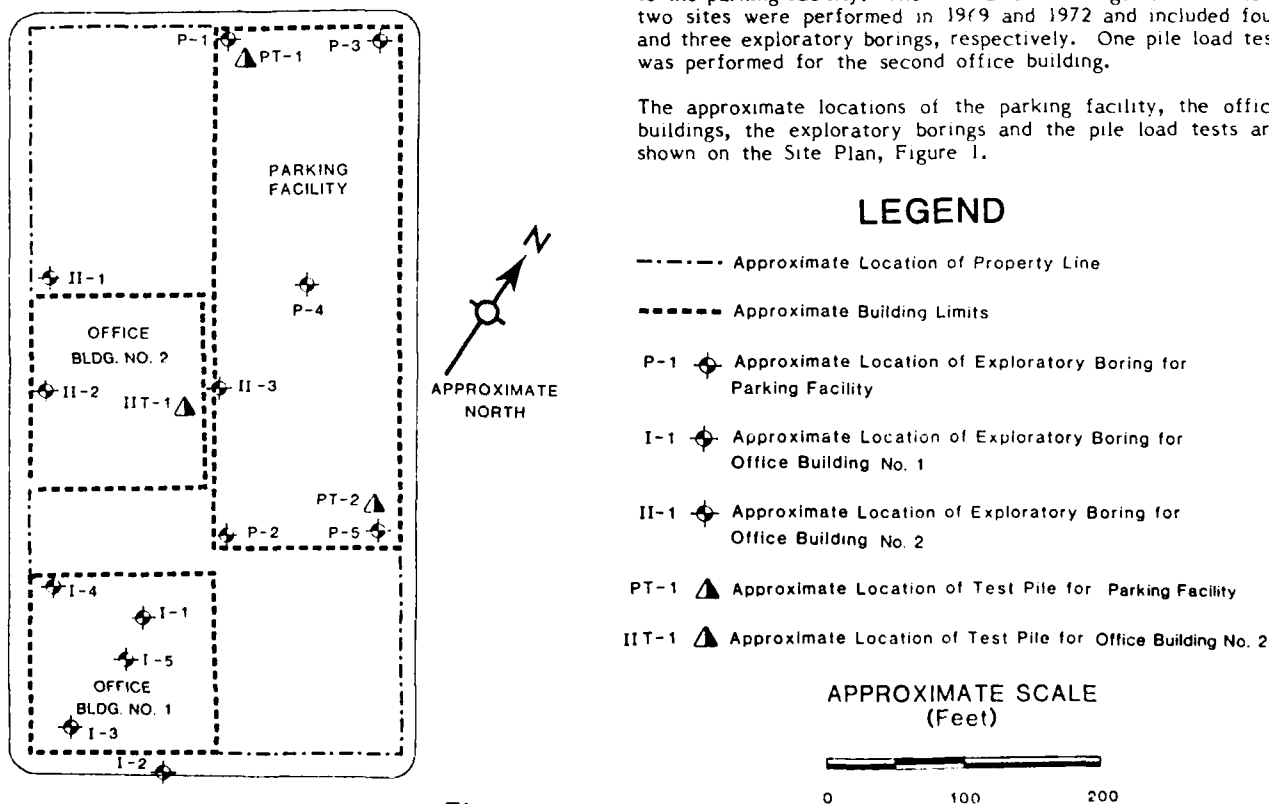 two sites were performed in 1969 and 1972 and included fou
and three exploratory borings, respectively. One pile load tes
was performed for the second office building.
The approximate locations of the parking facility, the offic
buildings, the exploratory borings and the pile load tests ar
shown on the Site Plan, Figure 1.
P-1
PT-1
P-3
PARKING
FACILITY
II-1
P-4
OFFICE
BLDG. NO. 2
II-2
IIT-1
II-3
N
APPROXIMATE
NORTH
PT-2
P-2
P-5
I-4
I-1
I-5
OFFICE
BLDG. NO. 1
I-3
I-2
LEGEND
Approximate Location of Property Line
Approximate Building Limits
P-1 Approximate Location of Exploratory Boring for
Parking Facility
I-1 Approximate Location of Exploratory Boring for
Office Building No. 1
II-1 Approximate Location of Exploratory Boring for
Office Building No. 2
PT-1 Approximate Location of Test Pile for Parking Facility
IIT-1 Approximate Location of Test Pile for Office Building No. 2
APPROXIMATE SCALE
(Feet)
0 100 200